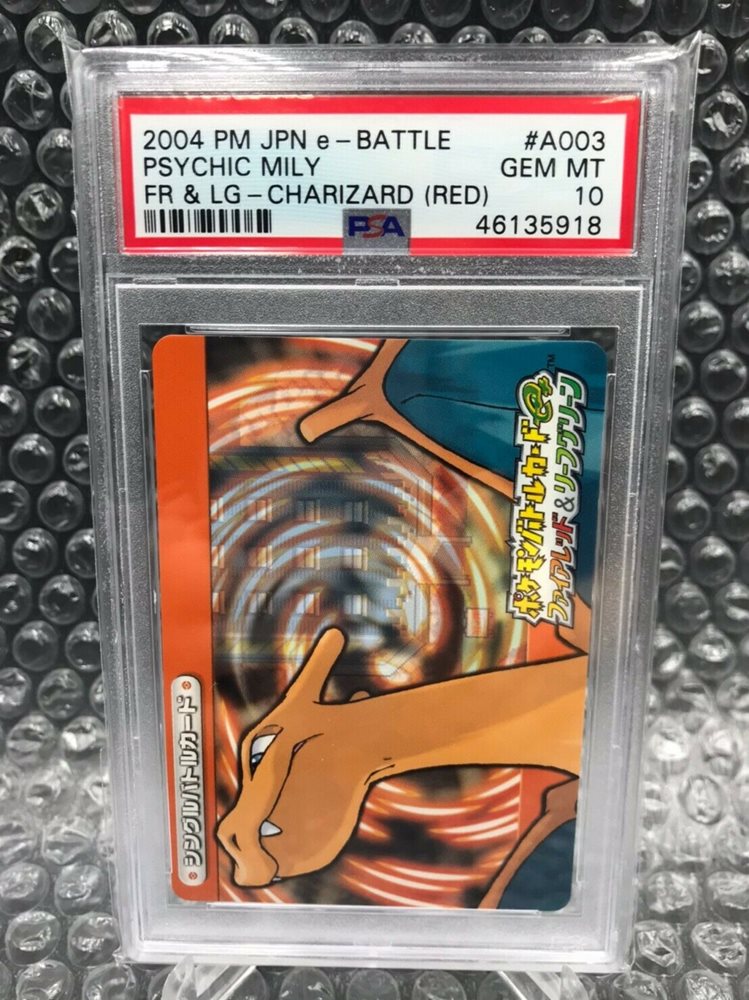 2004 PM JPN e-BATTLE #A003
PSYCHIC MILY GEM MT
FR & LG-CHARIZARD (RED) 10
PSA 46135918
ポケモンバトルカードe+
TM
ファイアレッド&リーフグリーン
シングルバトルカード